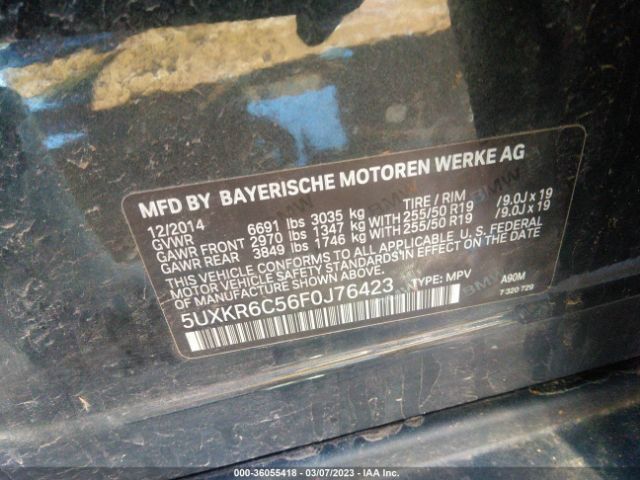 MFD BY BAYERISCHE MOTOREN WERKE AG
12/2014 TIRE / RIM
GVWR 6691 lbs 3035 kg
GAWR FRONT 2970 lbs 1347 kg WITH 255/50 R19 /9.0J x 19
GAWR REAR 3849 lbs 1746 kg WITH 255/50 R19 /9.0J x 19
THIS VEHICLE CONFORMS TO ALL APPLICABLE U.S. FEDERAL
MOTOR VEHICLE SAFETY STANDARDS IN EFFECT ON THE DATE
OF MANUFACTURE SHOWN ABOVE.
5UXKR6C56F0J76423 TYPE: MPV A90M
7 320 729
000-36055418 - 03/07/2023 - IAA Inc.